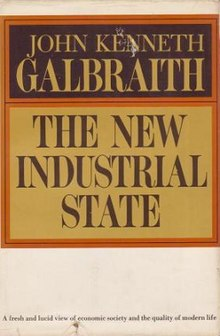 JOHN KENNETH
GALBRAITH
THE NEW
INDUSTRIAL
STATE
A fresh and lucid view of economic society and the quality of modern life